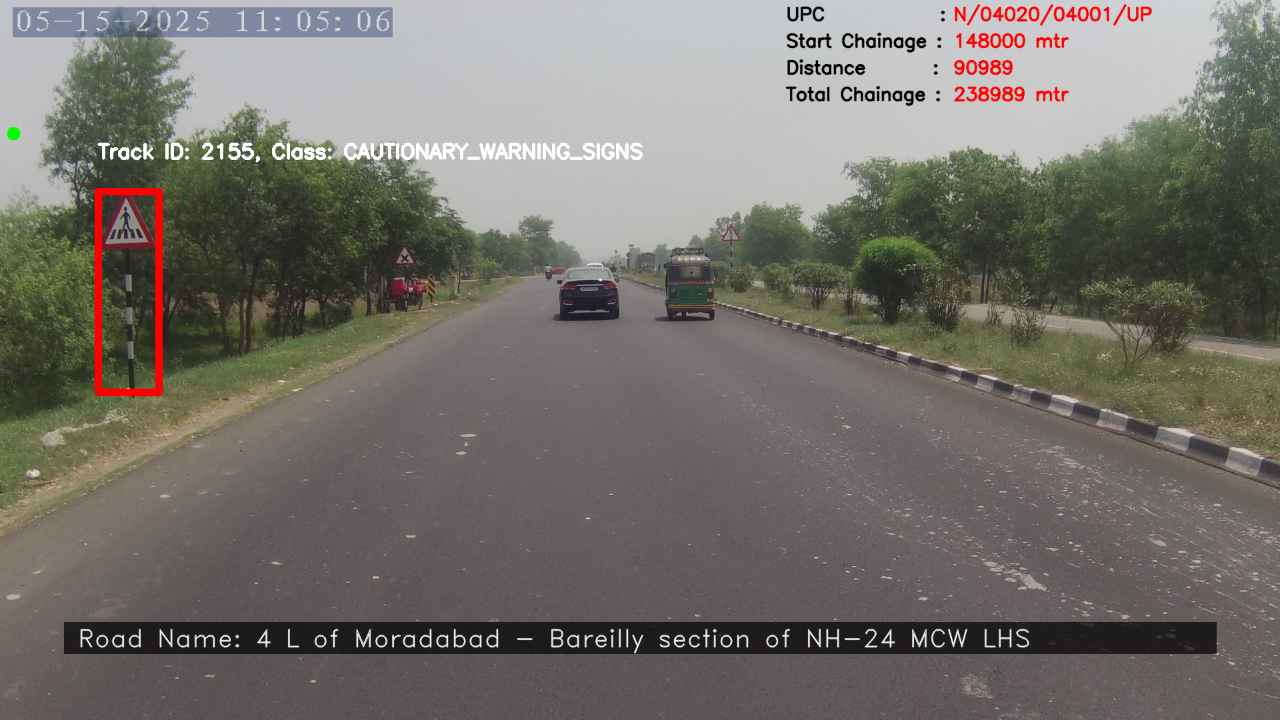 05-15-2025 11:05:06
UPC : N/04020/04001/UP
Start Chainage : 148000 mtr
Distance : 90989
Total Chainage : 238989 mtr
Track ID: 2155, Class: CAUTIONARY_WARNING_SIGNS
Road Name: 4 L of Moradabad - Bareilly section of NH-24 MCW LHS